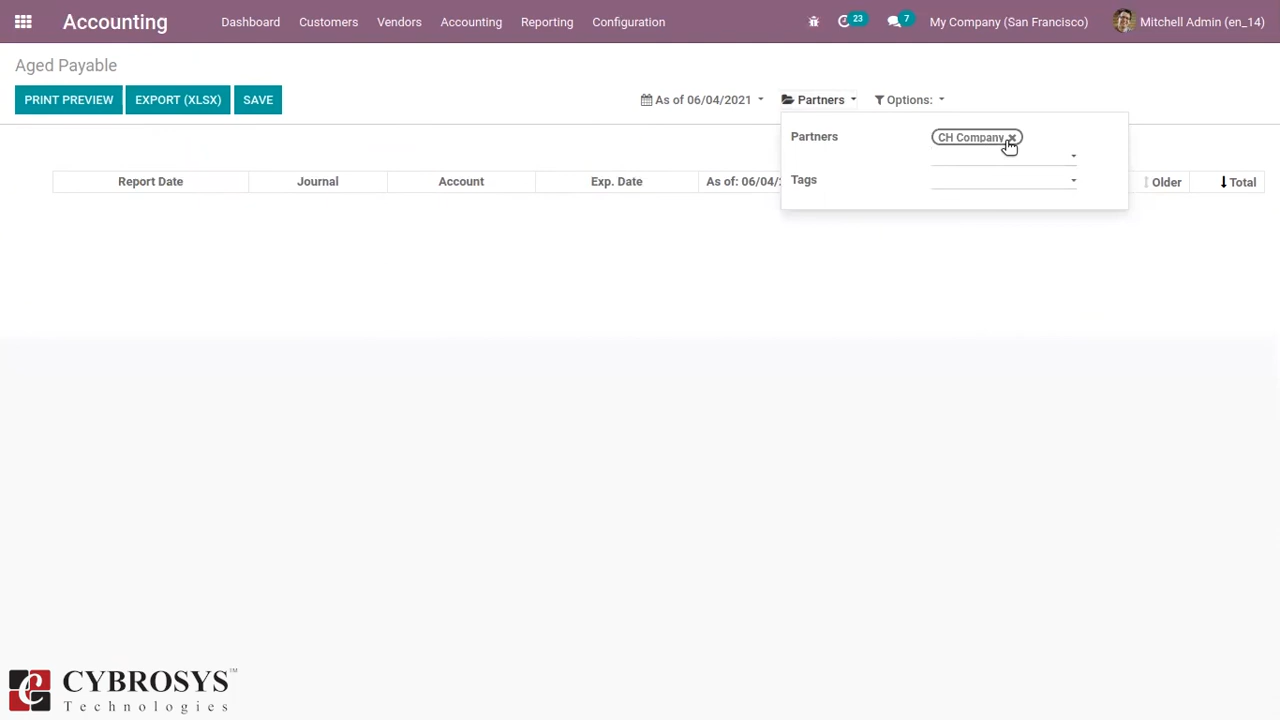 Accounting Dashboard Customers Vendors Accounting Reporting Configuration 23 7 My Company (San Francisco) Mitchell Admin (en_14)
Aged Payable
PRINT PREVIEW EXPORT (XLSX) SAVE As of 06/04/2021 Partners Options:
Partners CH Company
Report Date Journal Account Exp. Date As of: 06/04/ Older Total
Tags
CYBROSYS™
Technologies